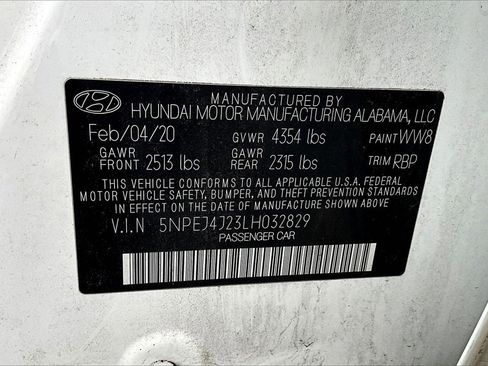 MANUFACTURED BY
HYUNDAI MOTOR MANUFACTURING ALABAMA, LLC
Feb/04/20 GVWR 4354 lbs PAINT WW8
GAWR FRONT 2513 lbs GAWR REAR 2315 lbs TRIM RBP
THIS VEHICLE CONFORMS TO ALL APPLICABLE U.S.A. FEDERAL
MOTOR VEHICLE SAFETY, BUMPER, AND THEFT PREVENTION STANDARDS
IN EFFECT ON THE DATE OF MANUFACTURE SHOWN ABOVE.
V.I.N 5NPEJ4J23LH032829
PASSENGER CAR